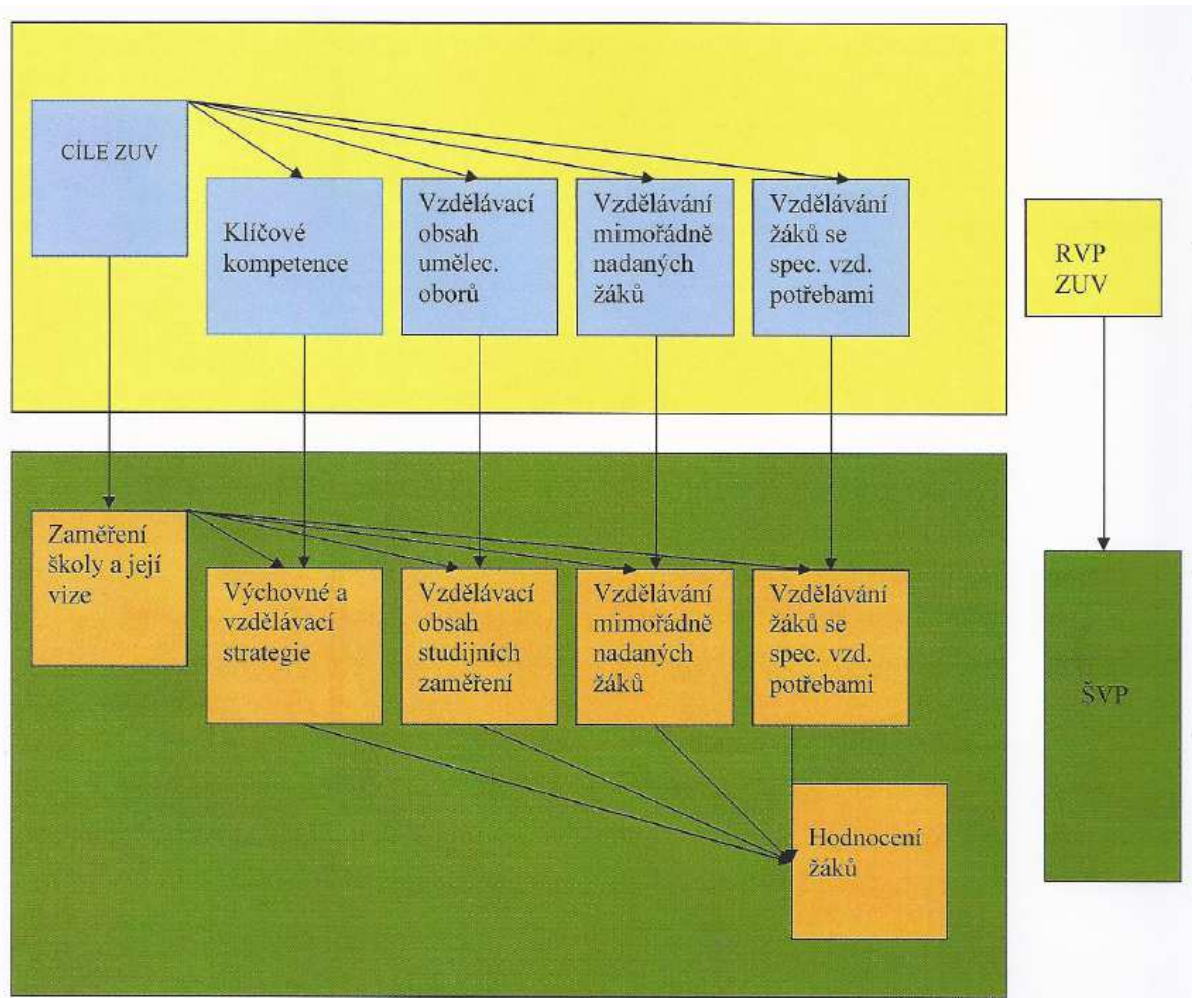 CÍLE ZUV
Klíčové
kompetence
Vzdělávací
obsah
umělec.
oborů
Vzdělávání
mimořádně
nadaných
žáků
Vzdělávání
žáků se
spec. vzd.
potřebami
RVP
ZUV
Zaměření
školy a její
vize
Výchovné a
vzdělávací
strategie
Vzdělávací
obsah
studijních
zaměření
Vzdělávání
mimořádně
nadaných
žáků
Vzdělávání
žáků se
spec. vzd.
potřebami
ŠVP
Hodnocení
žáků